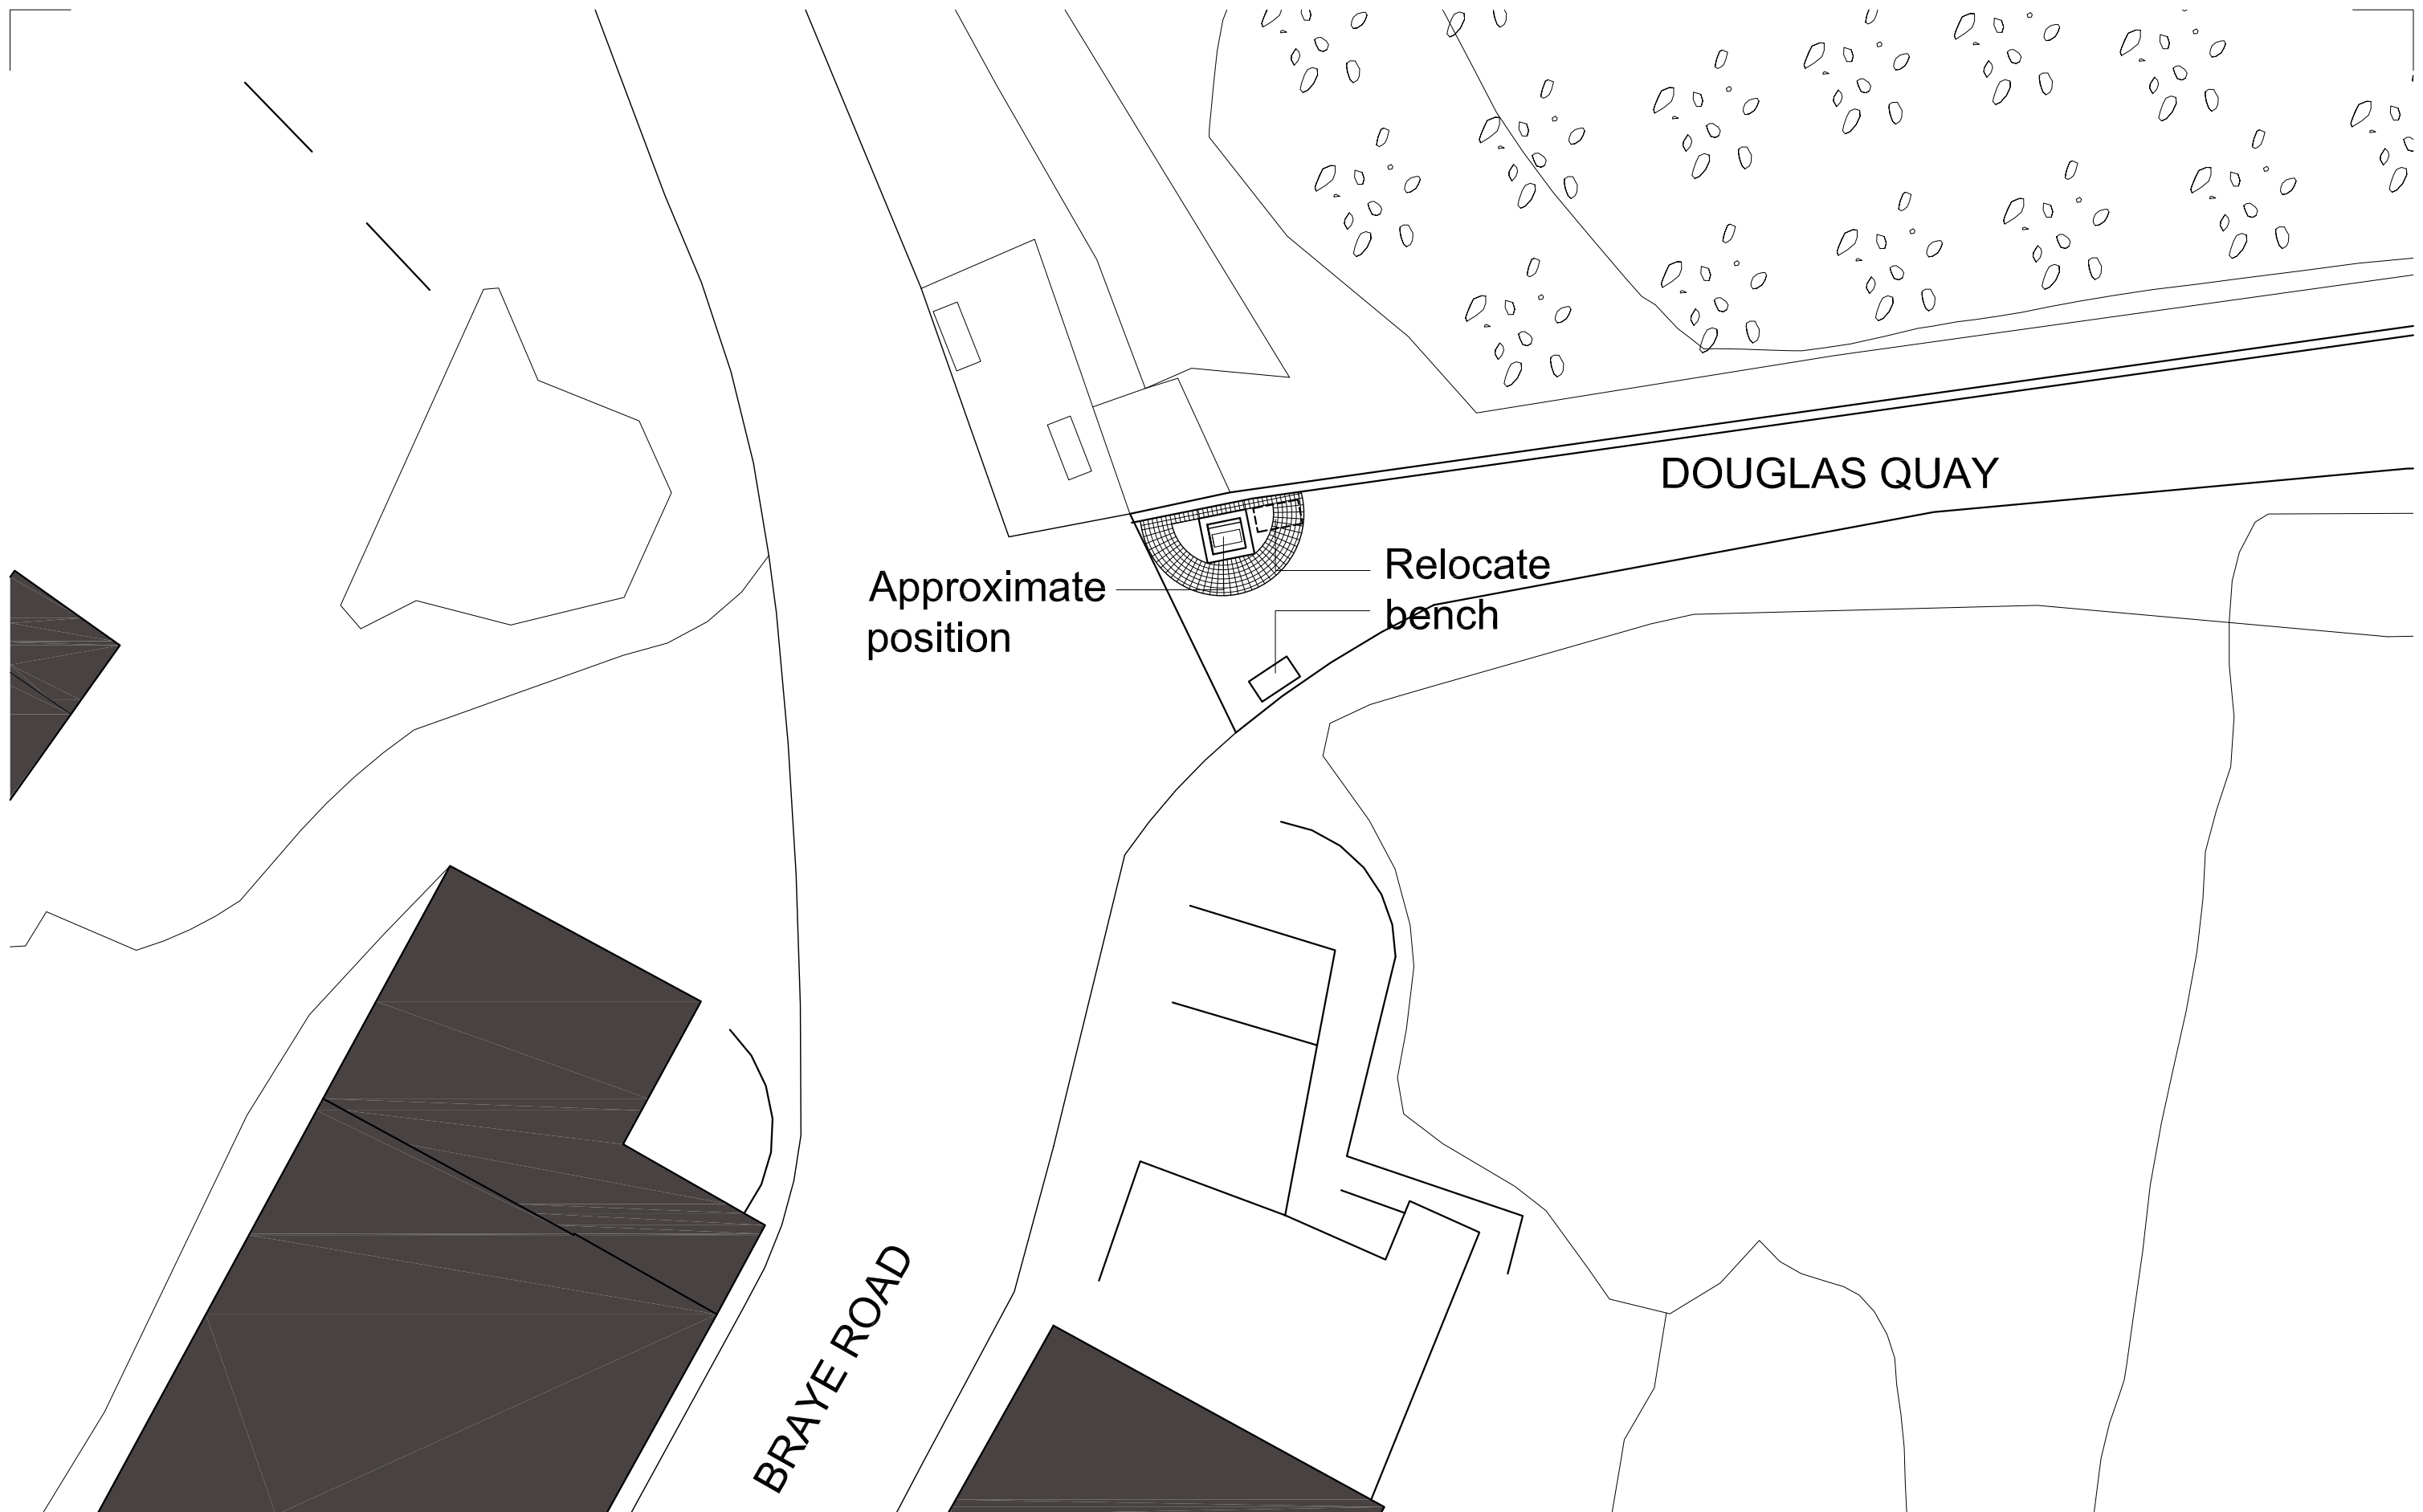 DOUGLAS QUAY
Relocate
bench
Approximate
position
BRAYE ROAD